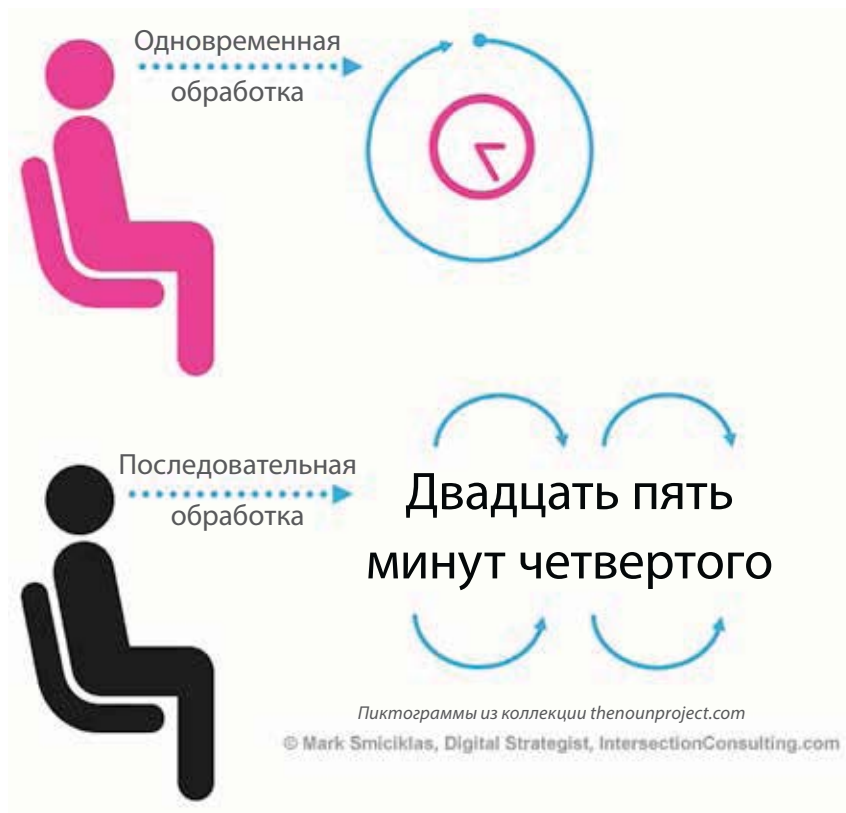 Одновременная
обработка
Последовательная
обработка
Двадцать пять
минут четвертого
Пиктограммы из коллекции thenounproject.com
© Mark Smiciklas, Digital Strategist, IntersectionConsulting.com